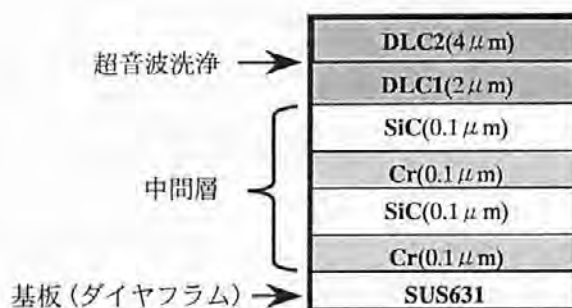 DLC2(4μm)
超音波洗浄
DLC1(2μm)
SiC(0.1μm)
Cr(0.1μm)
中間層
SiC(0.1μm)
Cr(0.1μm)
基板(ダイヤフラム)
SUS631